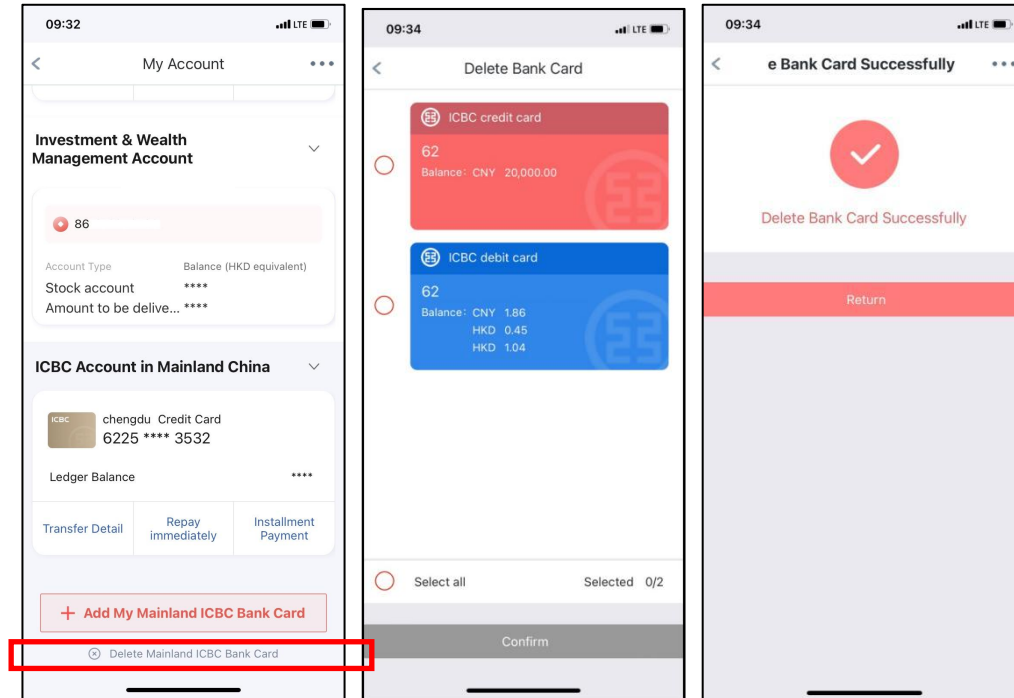 09:32
LTE
My Account
Investment & Wealth
Management Account
86
Account Type Balance (HKD equivalent)
Stock account ****
Amount to be delive... ****
ICBC Account in Mainland China
ICBC
chengdu Credit Card
6225 **** 3532
Ledger Balance ****
Transfer Detail
Repay
immediately
Installment
Payment
+ Add My Mainland ICBC Bank Card
Delete Mainland ICBC Bank Card
09:34
LTE
Delete Bank Card
ICBC credit card
62
Balance: CNY 20,000.00
ICBC debit card
62
Balance: CNY 1.86
HKD 0.45
HKD 1.04
Select all Selected 0/2
Confirm
09:34
LTE
e Bank Card Successfully
Delete Bank Card Successfully
Return